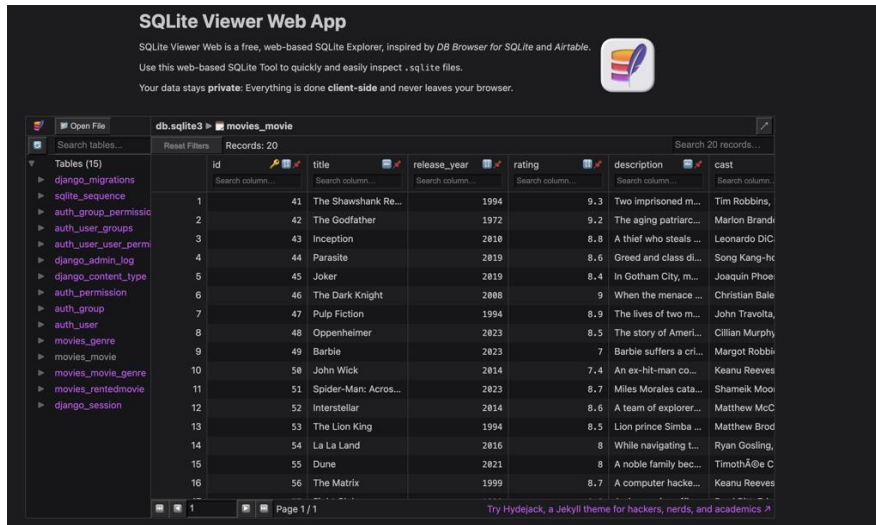 SQLite Viewer Web App
SQLite Viewer Web is a free, web-based SQLite Explorer, inspired by DB Browser for SQLite and Airtable.
Use this web-based SQLite Tool to quickly and easily inspect .sqlite files.
Your data stays private: Everything is done client-side and never leaves your browser.
Open File
db.sqlite3 ▶ movies_movie
Search tables...
Reset Filters Records: 20 Search 20 records...
Tables (15)
django_migrations
sqlite_sequence
auth_group_permissio
auth_user_groups
auth_user_user_permi
django_admin_log
django_content_type
auth_permission
auth_group
auth_user
movies_genre
movies_movie
movies_movie_genre
movies_rentedmovie
django_session
id title release_year rating description cast
Search column... Search column... Search column... Search column... Search column... Search column.
1 41 The Shawshank Re... 1994 9.3 Two imprisoned m... Tim Robbins,
2 42 The Godfather 1972 9.2 The aging patriarc... Marlon Brand
3 43 Inception 2010 8.8 A thief who steals ... Leonardo DiC
4 44 Parasite 2019 8.6 Greed and class di... Song Kang-ho
5 45 Joker 2019 8.4 In Gotham City, m... Joaquin Phoe
6 46 The Dark Knight 2008 9 When the menace ... Christian Bale
7 47 Pulp Fiction 1994 8.9 The lives of two m... John Travolta,
8 48 Oppenheimer 2023 8.5 The story of Ameri... Cillian Murphy
9 49 Barbie 2023 7 Barbie suffers a cri... Margot Robbi
10 50 John Wick 2014 7.4 An ex-hit-man co... Keanu Reeves
11 51 Spider-Man: Acros... 2023 8.7 Miles Morales cata... Shameik Moo
12 52 Interstellar 2014 8.6 A team of explorer... Matthew McC
13 53 The Lion King 1994 8.5 Lion prince Simba ... Matthew Brod
14 54 La La Land 2016 8 While navigating t... Ryan Gosling,
15 55 Dune 2021 8 A noble family bec... TimothÃ©e C
16 56 The Matrix 1999 8.7 A computer hacke... Keanu Reeves
1 Page 1 / 1 Try Hydejack, a Jekyll theme for hackers, nerds, and academics ↗